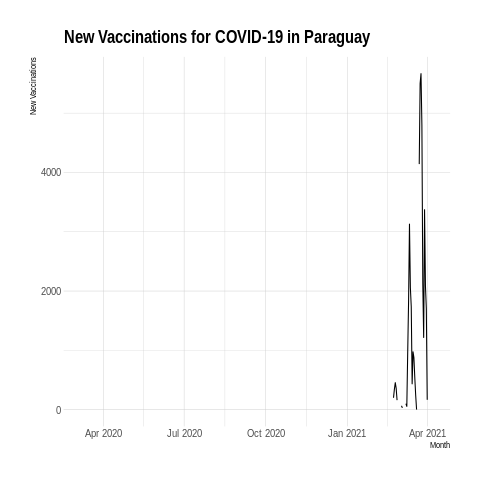 New Vaccinations for COVID-19 in Paraguay
New Vaccinations
4000
2000
0
Apr 2020 Jul 2020 Oct 2020 Jan 2021 Apr 2021
Month